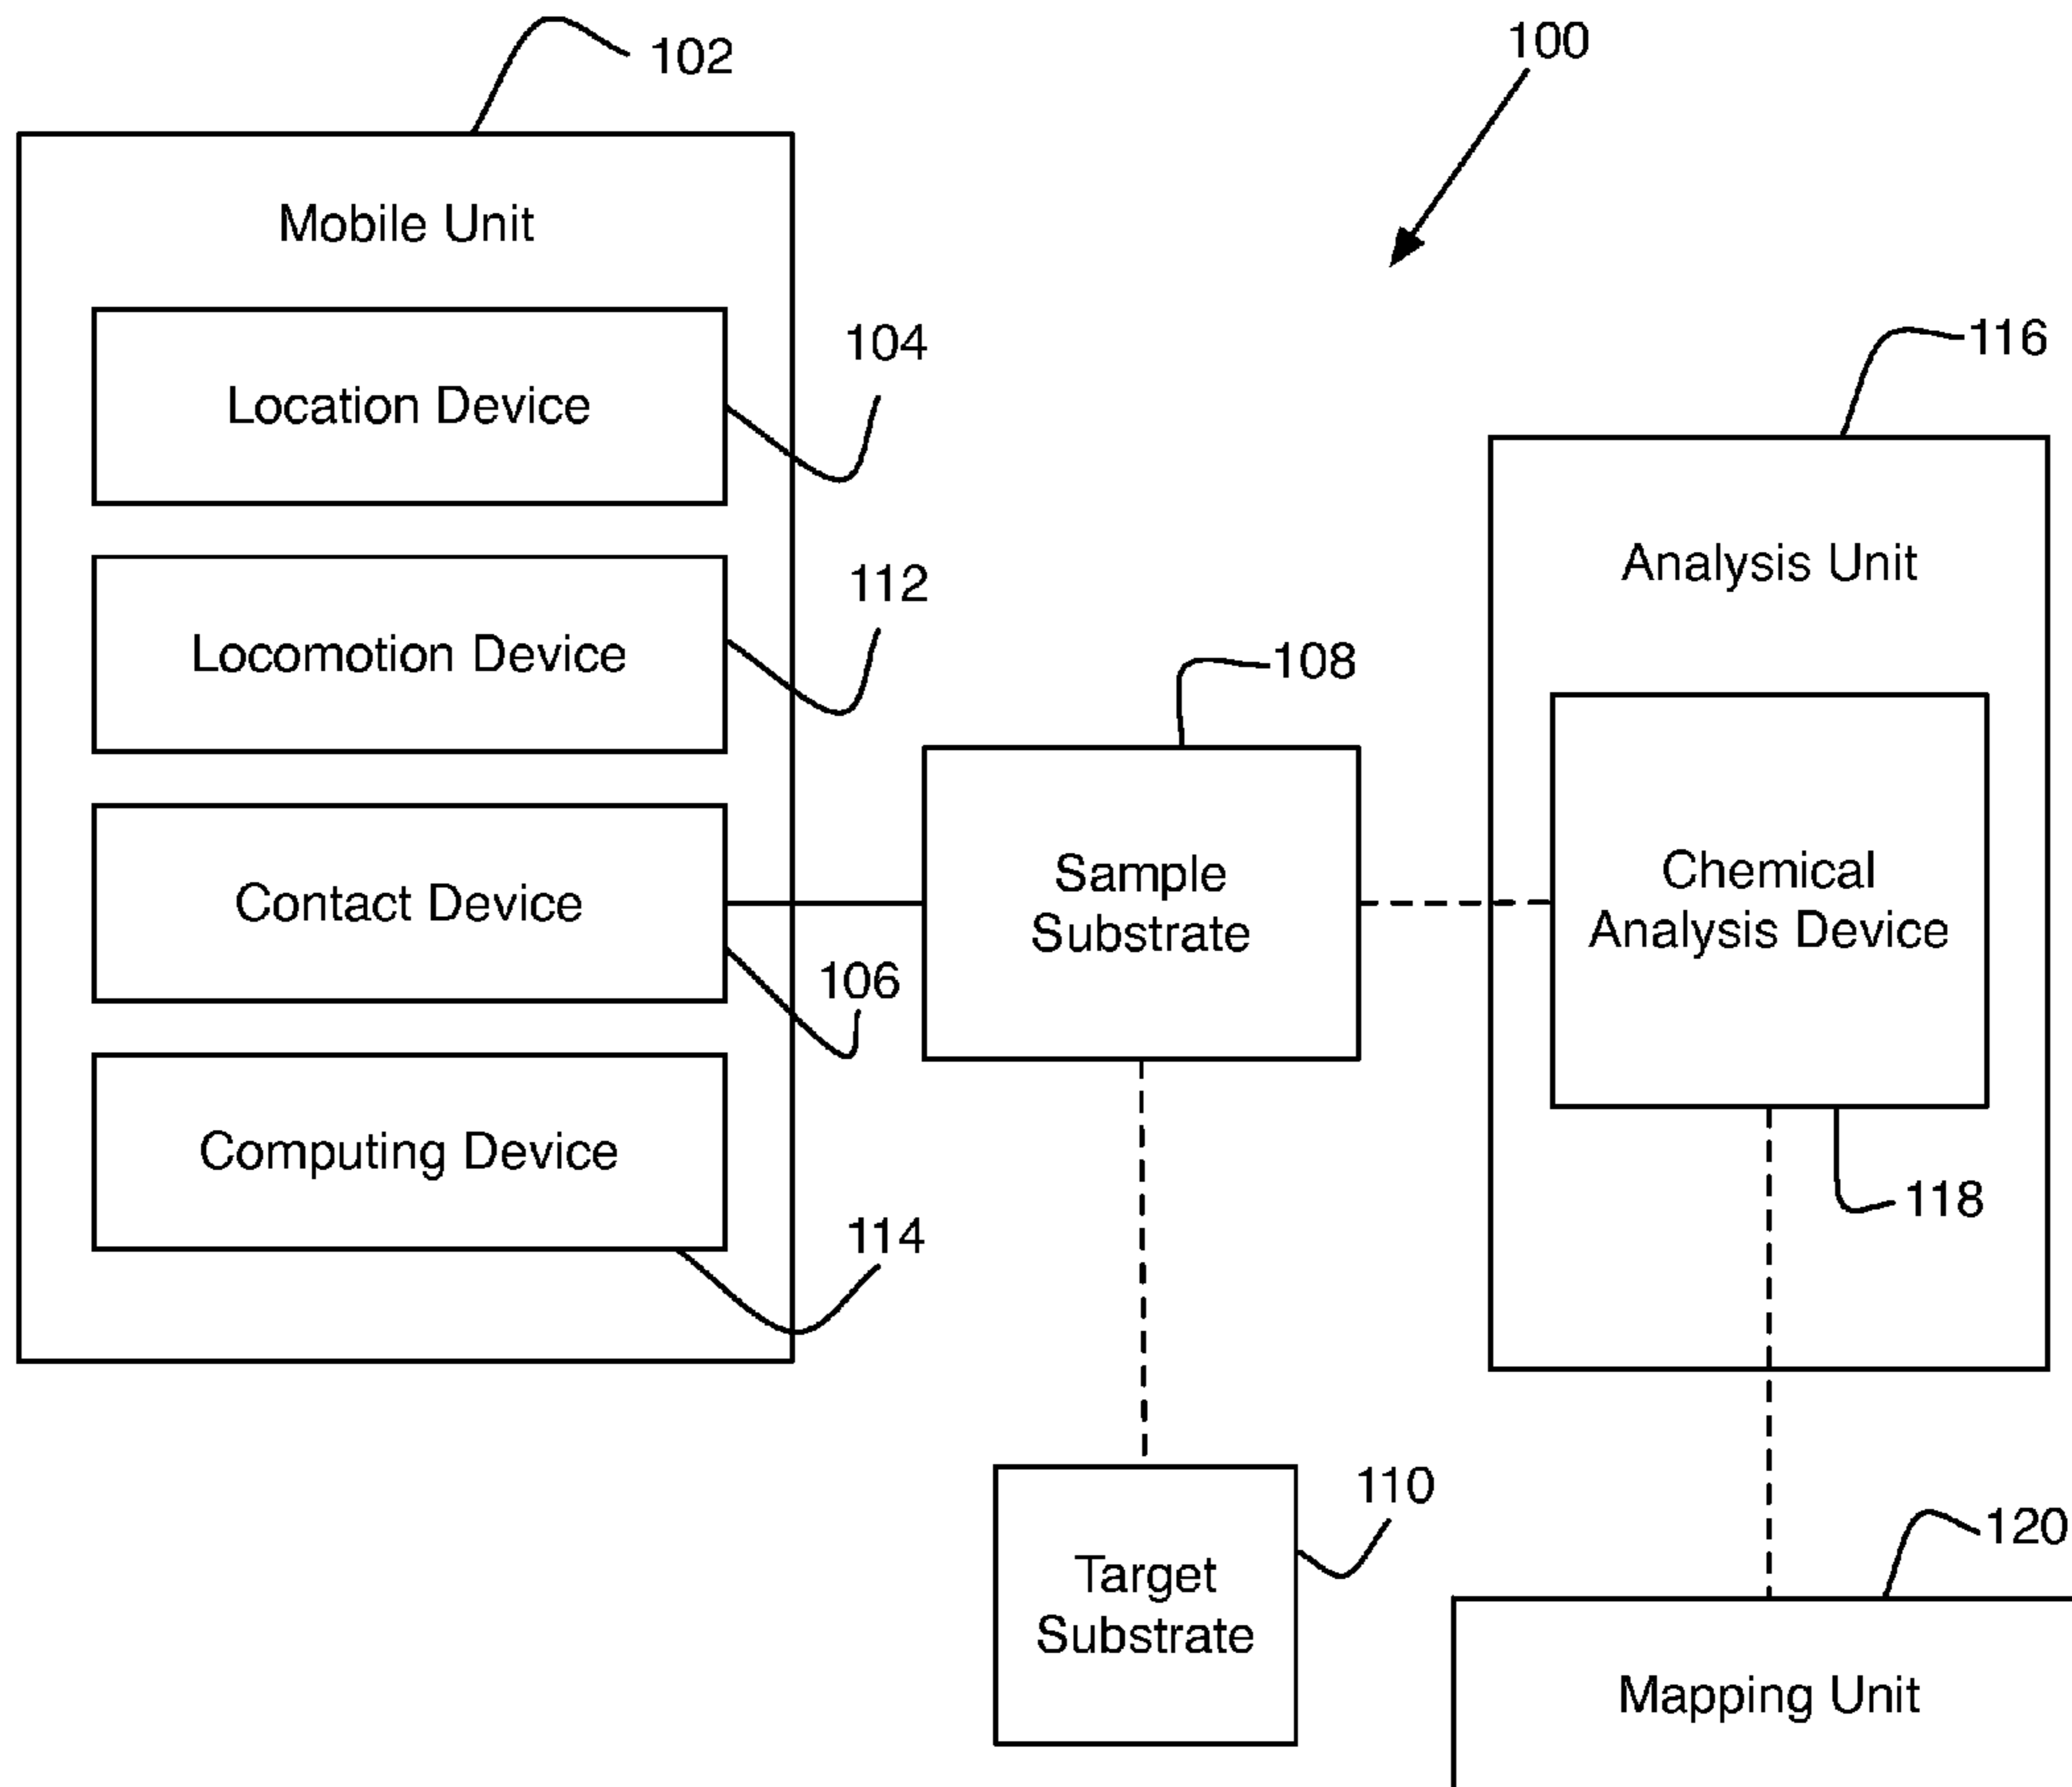 102
100
Mobile Unit
104
116
Location Device
Analysis Unit
112
Locomotion Device
108
Sample
Substrate
Chemical
Analysis Device
Contact Device
106
Computing Device
118
114
110
120
Target
Substrate
Mapping Unit